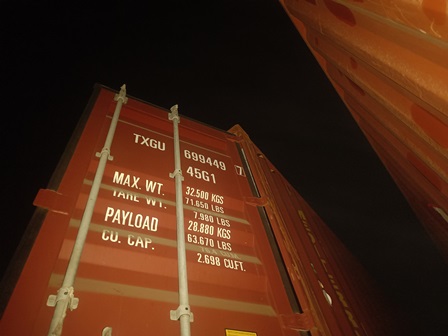 TXGU 699449 7
45G1
MAX. WT. 32.500 KGS
71.650 LBS
TARE WT.
7.980 LBS
PAYLOAD 28.880 KGS
63.670 LBS
CU. CAP.
2.698 CU.FT.